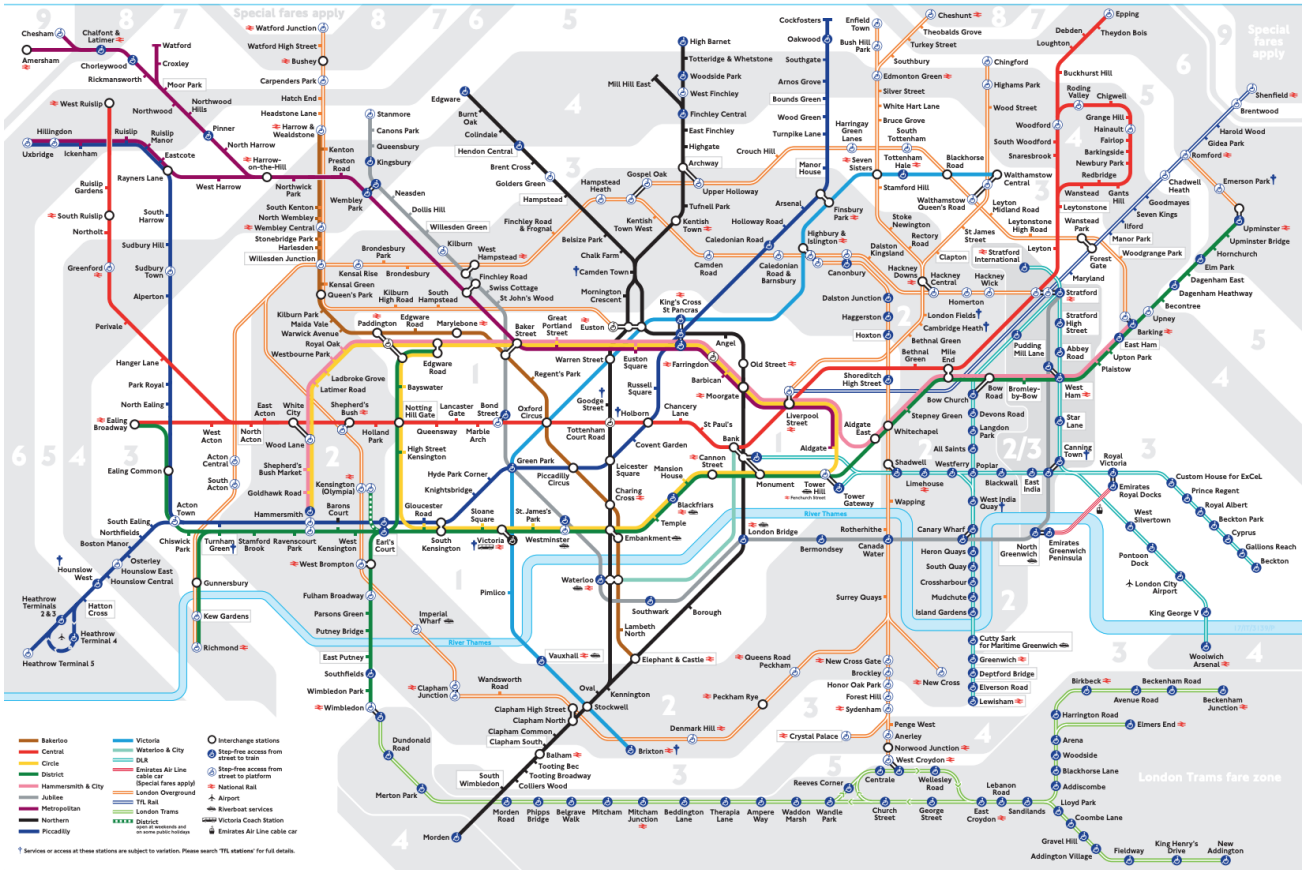 9
8
7
Special fares apply
8
7
6
5
7
8
9
Special
fares
apply
Chesham
Chalfont &
Latimer
Amersham
Chorleywood
Rickmansworth
Watford
Croxley
Moor Park
Northwood
Northwood
Hills
Pinner
North Harrow
Harrow-
on-the-Hill
West Ruislip
Hillingdon
Uxbridge
Ickenham
Ruislip
Ruislip
Manor
Eastcote
Rayners Lane
West Harrow
Northwick
Park
Preston
Road
Wembley
Park
Ruislip
Gardens
South Ruislip
Northolt
Greenford
Perivale
Hanger Lane
South
Harrow
Sudbury Hill
Sudbury
Town
Alperton
Park Royal
North Ealing
Ealing
Broadway
Ealing Common
West
Acton
North
Acton
East
Acton
White
City
Acton
Central
South
Acton
Acton
Town
South Ealing
Northfields
Boston Manor
Osterley
Hounslow East
Hounslow Central
Hounslow
West
Hatton
Cross
Heathrow
Terminals
2 & 3
Heathrow
Terminal 4
Heathrow Terminal 5
Watford Junction
Watford High Street
Bushey
Carpenders Park
Hatch End
Headstone Lane
Harrow &
Wealdstone
Kenton
South Kenton
North Wembley
Wembley Central
Stonebridge Park
Harlesden
Willesden Junction
Kensal Green
Queen's Park
Kilburn Park
Maida Vale
Warwick Avenue
Royal Oak
Westbourne Park
Ladbroke Grove
Latimer Road
Stanmore
Canons Park
Queensbury
Kingsbury
Neasden
Dollis Hill
Willesden Green
Kilburn
West
Hampstead
Finchley Road
Swiss Cottage
St John's Wood
Kensal Rise
Brondesbury
Park
Brondesbury
Kilburn
High Road
South
Hampstead
Finchley Road
& Frognal
Hampstead
Heath
Gospel Oak
Upper Holloway
Crouch Hill
Harringay
Green Lanes
South
Tottenham
Edgware
Burnt
Oak
Colindale
Hendon Central
Brent Cross
Golders Green
Hampstead
Belsize Park
Chalk Farm
Camden Town
Mornington
Crescent
Euston
High Barnet
Totteridge & Whetstone
Woodside Park
Mill Hill East
West Finchley
Finchley Central
East Finchley
Highgate
Archway
Tufnell Park
Kentish
Town
Kentish
Town West
Camden
Road
Caledonian
Road &
Barnsbury
Cockfosters
Oakwood
Southgate
Arnos Grove
Bounds Green
Wood Green
Turnpike Lane
Manor
House
Arsenal
Finsbury
Park
Holloway Road
Caledonian Road
Highbury &
Islington
Canonbury
King's Cross
St Pancras
Enfield
Town
Bush Hill
Park
Cheshunt
Theobalds Grove
Turkey Street
Southbury
Edmonton Green
Silver Street
White Hart Lane
Bruce Grove
Seven
Sisters
Tottenham
Hale
Blackhorse
Road
Walthamstow
Central
Walthamstow
Queen's Road
Stamford Hill
Stoke
Newington
Rectory
Road
St James
Street
Clapton
Chingford
Highams Park
Wood Street
Leyton
Midland Road
Leytonstone
High Road
Wanstead
Park
Dalston
Kingsland
Hackney
Downs
Hackney
Central
Hackney
Wick
Homerton
London Fields
Cambridge Heath
Bethnal Green
Dalston Junction
Haggerston
Hoxton
Shoreditch
High Street
Epping
Theydon Bois
Debden
Loughton
Buckhurst Hill
Woodford
South Woodford
Snaresbrook
Roding
Valley
Chigwell
Grange Hill
Hainault
Fairlop
Barkingside
Newbury Park
Redbridge
Wanstead
Gants
Hill
Leytonstone
Leyton
Stratford
International
Stratford
Stratford
High Street
Abbey
Road
West
Ham
Star
Lane
Canning
Town
Pudding
Mill Lane
Maryland
Forest
Gate
Woodgrange Park
Manor Park
Ilford
Seven Kings
Goodmayes
Chadwell
Heath
Romford
Gidea Park
Harold Wood
Brentwood
Shenfield
Emerson Park
Upminster
Upminster Bridge
Hornchurch
Elm Park
Dagenham East
Dagenham Heathway
Becontree
Upney
Barking
East Ham
Upton Park
Plaistow
Bromley-
by-Bow
Bow
Road
Bow Church
Mile
End
Bethnal
Green
Stepney Green
Whitechapel
Aldgate
East
Aldgate
Liverpool
Street
Moorgate
Barbican
Farringdon
Old Street
Angel
Euston
Square
Warren Street
Great
Portland
Street
Baker
Street
Marylebone
Edgware
Road
Paddington
Edgware
Road
Bayswater
Regent's Park
Goodge
Street
Russell
Square
Holborn
Chancery
Lane
St Paul's
Bank
Tottenham
Court Road
Oxford
Circus
Bond
Street
Marble
Arch
Lancaster
Gate
Queensway
Notting
Hill Gate
Holland
Park
Shepherd's
Bush
Wood Lane
Shepherd's
Bush Market
Goldhawk Road
Hammersmith
Kensington
(Olympia)
Barons
Court
High Street
Kensington
Earl's
Court
Gloucester
Road
South
Kensington
Sloane
Square
Victoria
St. James's
Park
Westminster
Embankment
Temple
Blackfriars
Mansion
House
Cannon
Street
Monument
Tower
Hill
Fenchurch Street
Tower
Gateway
Hyde Park Corner
Knightsbridge
Green Park
Piccadilly
Circus
Leicester
Square
Covent Garden
Charing
Cross
Waterloo
Southwark
London Bridge
Borough
Bermondsey
Canada
Water
Lambeth
North
Elephant & Castle
Kennington
Oval
Stockwell
Pimlico
Vauxhall
Brixton
River Thames
Shadwell
Wapping
Rotherhithe
Surrey Quays
Limehouse
Westferry
Poplar
Blackwall
East
India
All Saints
Langdon
Park
Devons Road
West India
Quay
Canary Wharf
Heron Quays
South Quay
Crossharbour
Mudchute
Island Gardens
Cutty Sark
for Maritime Greenwich
Greenwich
Deptford Bridge
Elverson Road
Lewisham
North
Greenwich
Emirates
Greenwich
Peninsula
Emirates
Royal Docks
Royal
Victoria
Custom House for ExCeL
Prince Regent
Royal Albert
Beckton Park
Cyprus
Gallions Reach
Beckton
West
Silvertown
Pontoon
Dock
London City
Airport
King George V
Woolwich
Arsenal
Chiswick
Park
Turnham
Green
Stamford
Brook
Ravenscourt
Park
West
Kensington
Gunnersbury
Kew Gardens
Richmond
West Brompton
Fulham Broadway
Parsons Green
Putney Bridge
East Putney
Southfields
Wimbledon Park
Wimbledon
Imperial
Wharf
River Thames
Clapham
Junction
Wandsworth
Road
Clapham High Street
Clapham North
Clapham Common
Clapham South
Balham
Tooting Bec
Tooting Broadway
Colliers Wood
South
Wimbledon
Morden
Denmark Hill
Peckham Rye
Queens Road
Peckham
New Cross Gate
New Cross
Brockley
Honor Oak Park
Forest Hill
Sydenham
Crystal Palace
Penge West
Anerley
Norwood Junction
West Croydon
Dundonald
Road
Merton Park
Morden
Road
Phipps
Bridge
Belgrave
Walk
Mitcham
Mitcham
Junction
Beddington
Lane
Therapia
Lane
Ampere
Way
Waddon
Marsh
Wandle
Park
Reeves Corner
Centrale
Church
Street
Wellesley
Road
George
Street
East
Croydon
Lebanon
Road
Sandilands
Lloyd Park
Coombe Lane
Gravel Hill
Addington Village
Fieldway
King Henry's
Drive
New
Addington
Addiscombe
Blackhorse Lane
Woodside
Arena
Elmers End
Harrington Road
Birkbeck
Avenue Road
Beckenham Road
Beckenham
Junction
London Trams fare zone
6
5
4
3
2
1
2/3
Bakerloo
Central
Circle
District
Hammersmith & City
Jubilee
Metropolitan
Northern
Piccadilly
Victoria
Waterloo & City
DLR
Emirates Air Line
cable car
(Special fares apply)
London Overground
TfL Rail
London Trams
District
open at weekends and
on some public holidays
Interchange stations
Step-free access from
street to train
Step-free access from
street to platform
National Rail
Airport
Riverboat services
Victoria Coach Station
Emirates Air Line cable car
† Services or access at these stations are subject to variation. Please search 'TfL stations' for full details.